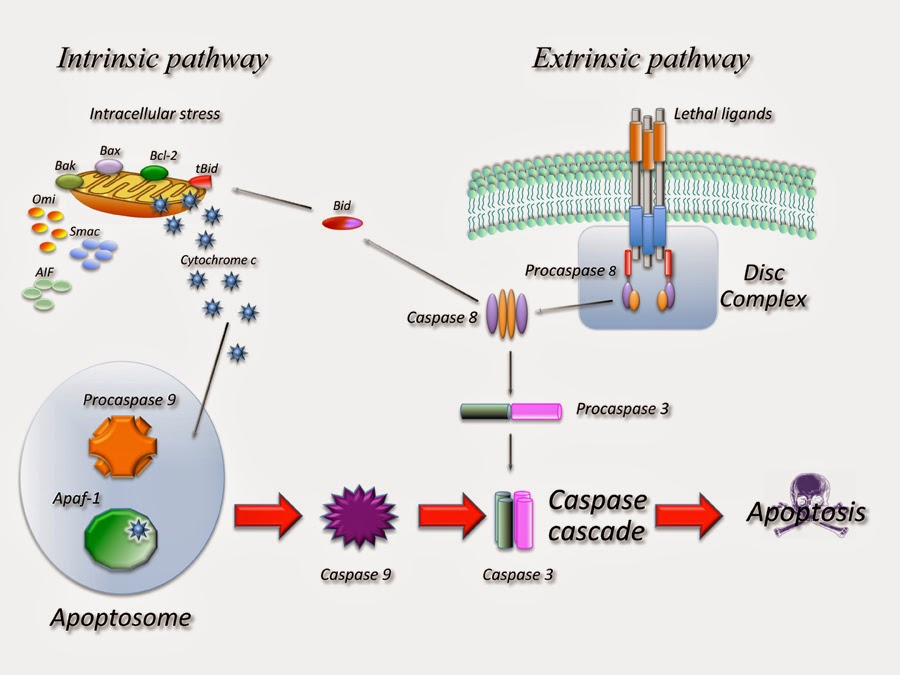 Intrinsic pathway
Extrinsic pathway
Intracellular stress
Lethal ligands
Bax
Bcl-2
Bak
tBid
Omi
Smac
Bid
Cytochrome c
AIF
Procaspase 8
Disc
Complex
Caspase 8
Procaspase 9
Procaspase 3
Apaf-1
Caspase
cascade
Apoptosis
Caspase 9
Caspase 3
Apoptosome